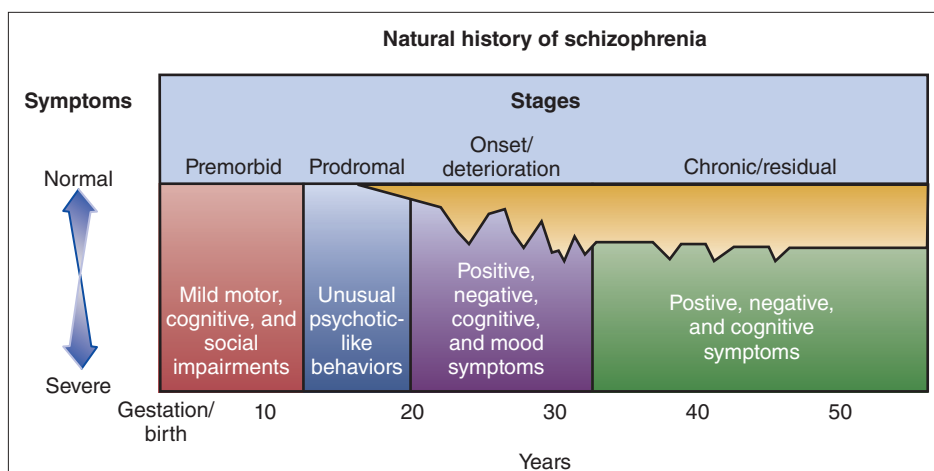 Natural history of schizophrenia
Symptoms
Stages
Premorbid
Prodromal
Onset/
deterioration
Chronic/residual
Normal
Severe
Mild motor,
cognitive, and
social
impairments
Unusual
psychotic-
like
behaviors
Positive,
negative,
cognitive,
and mood
symptoms
Postive, negative,
and cognitive
symptoms
Gestation/
birth
10 20 30 40 50
Years